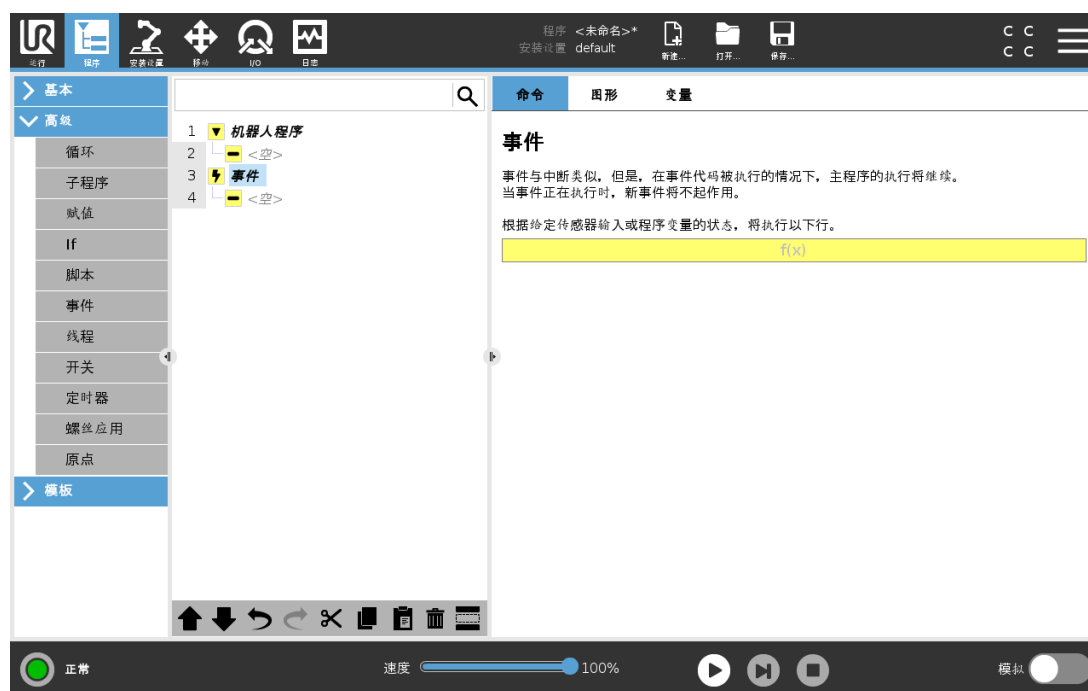 程序 <未命名>*
安装设置 default
C C
C C
运行
程序
安装设置
移动
I/O
日志
新建...
打开...
保存...
基本
高级
循环
子程序
赋值
If
脚本
事件
线程
开关
定时器
螺丝应用
原点
模板
1 机器人程序
2 <空>
3 事件
4 <空>
命令 图形 变量
事件
事件与中断类似，但是，在事件代码被执行的情况下，主程序的执行将继续。
当事件正在执行时，新事件将不起作用。
根据给定传感器输入或程序变量的状态，将执行以下行。
f(x)
正常
速度 100%
模拟